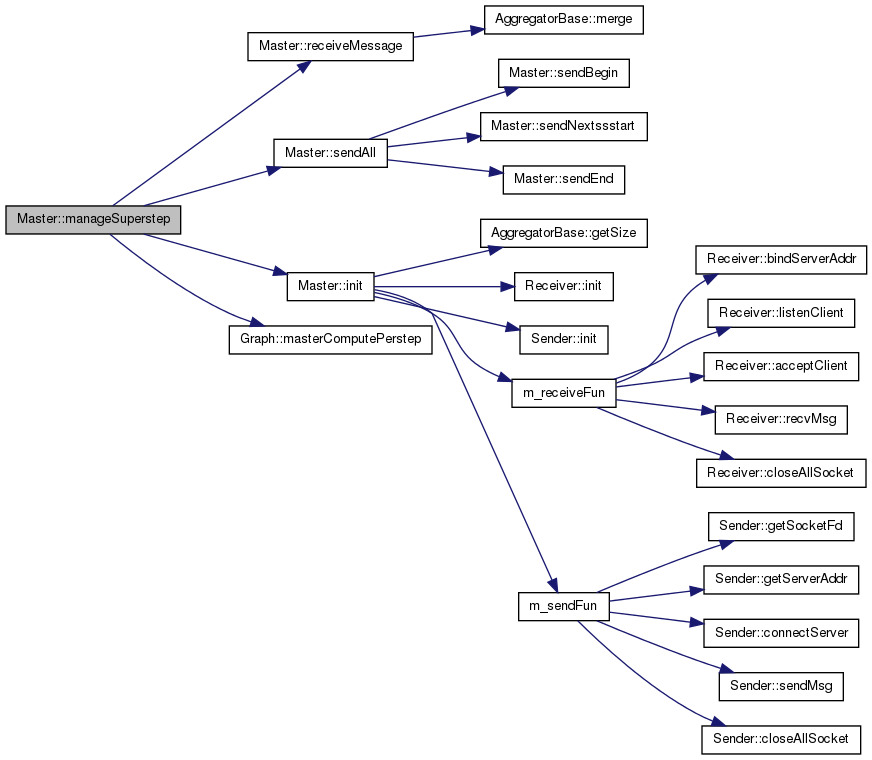 Master::manageSuperstep
Master::receiveMessage
AggregatorBase::merge
Master::sendAll
Master::sendBegin
Master::sendNextssstart
Master::sendEnd
Master::init
AggregatorBase::getSize
Receiver::init
Sender::init
m_receiveFun
Receiver::bindServerAddr
Receiver::listenClient
Receiver::acceptClient
Receiver::recvMsg
Receiver::closeAllSocket
m_sendFun
Sender::getSocketFd
Sender::getServerAddr
Sender::connectServer
Sender::sendMsg
Sender::closeAllSocket
Graph::masterComputePerstep